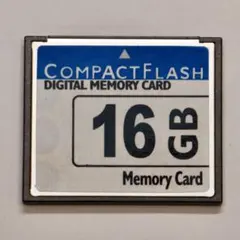 COMPACTFLASH
DIGITAL MEMORY CARD
16 GB
Memory Card